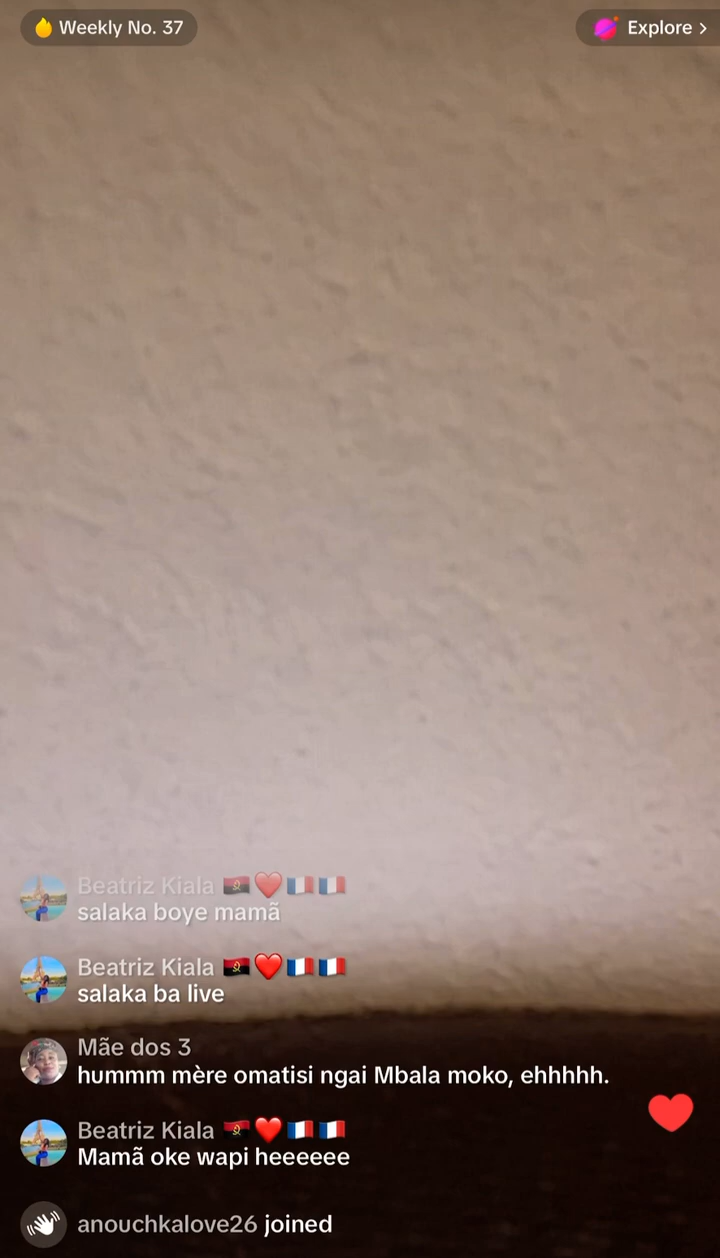 Weekly No. 37
Explore >
Beatriz Kiala 🇦🇴❤️🇫🇷🇫🇷
salaka boye mamã
Beatriz Kiala 🇦🇴❤️🇫🇷🇫🇷
salaka ba live
Mãe dos 3
hummm mère omatisi ngai Mbala moko, ehhhhh.
Beatriz Kiala 🇦🇴❤️🇫🇷🇫🇷
Mamã oke wapi heeeeee
anouchkalove26 joined